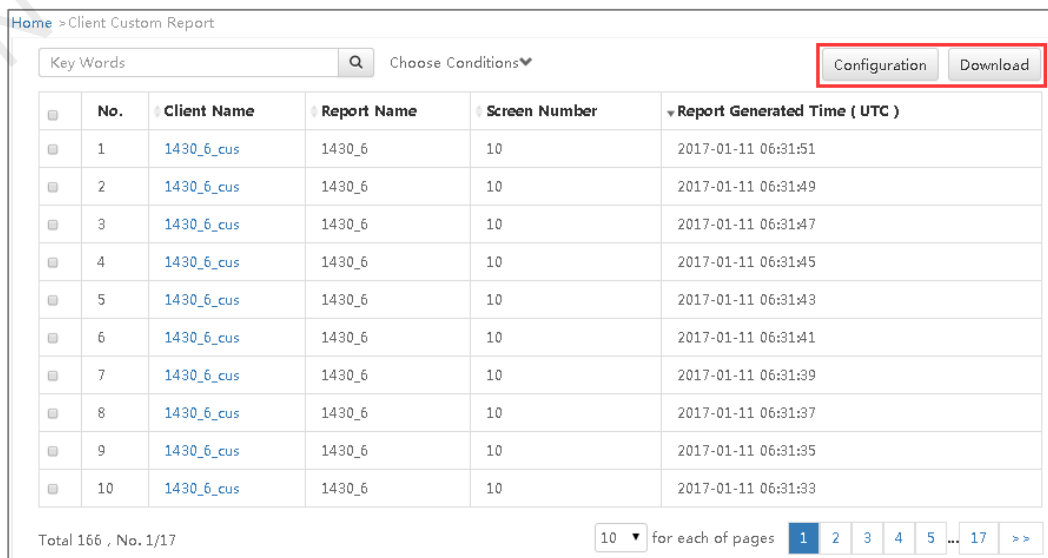 Home >Client Custom Report
Key Words Choose Conditions Configuration Download
No. Client Name Report Name Screen Number Report Generated Time ( UTC )
1 1430_6_cus 1430_6 10 2017-01-11 06:31:51
2 1430_6_cus 1430_6 10 2017-01-11 06:31:49
3 1430_6_cus 1430_6 10 2017-01-11 06:31:47
4 1430_6_cus 1430_6 10 2017-01-11 06:31:45
5 1430_6_cus 1430_6 10 2017-01-11 06:31:43
6 1430_6_cus 1430_6 10 2017-01-11 06:31:41
7 1430_6_cus 1430_6 10 2017-01-11 06:31:39
8 1430_6_cus 1430_6 10 2017-01-11 06:31:37
9 1430_6_cus 1430_6 10 2017-01-11 06:31:35
10 1430_6_cus 1430_6 10 2017-01-11 06:31:33
Total 166 , No. 1/17 10 for each of pages 1 2 3 4 5 ... 17 >>